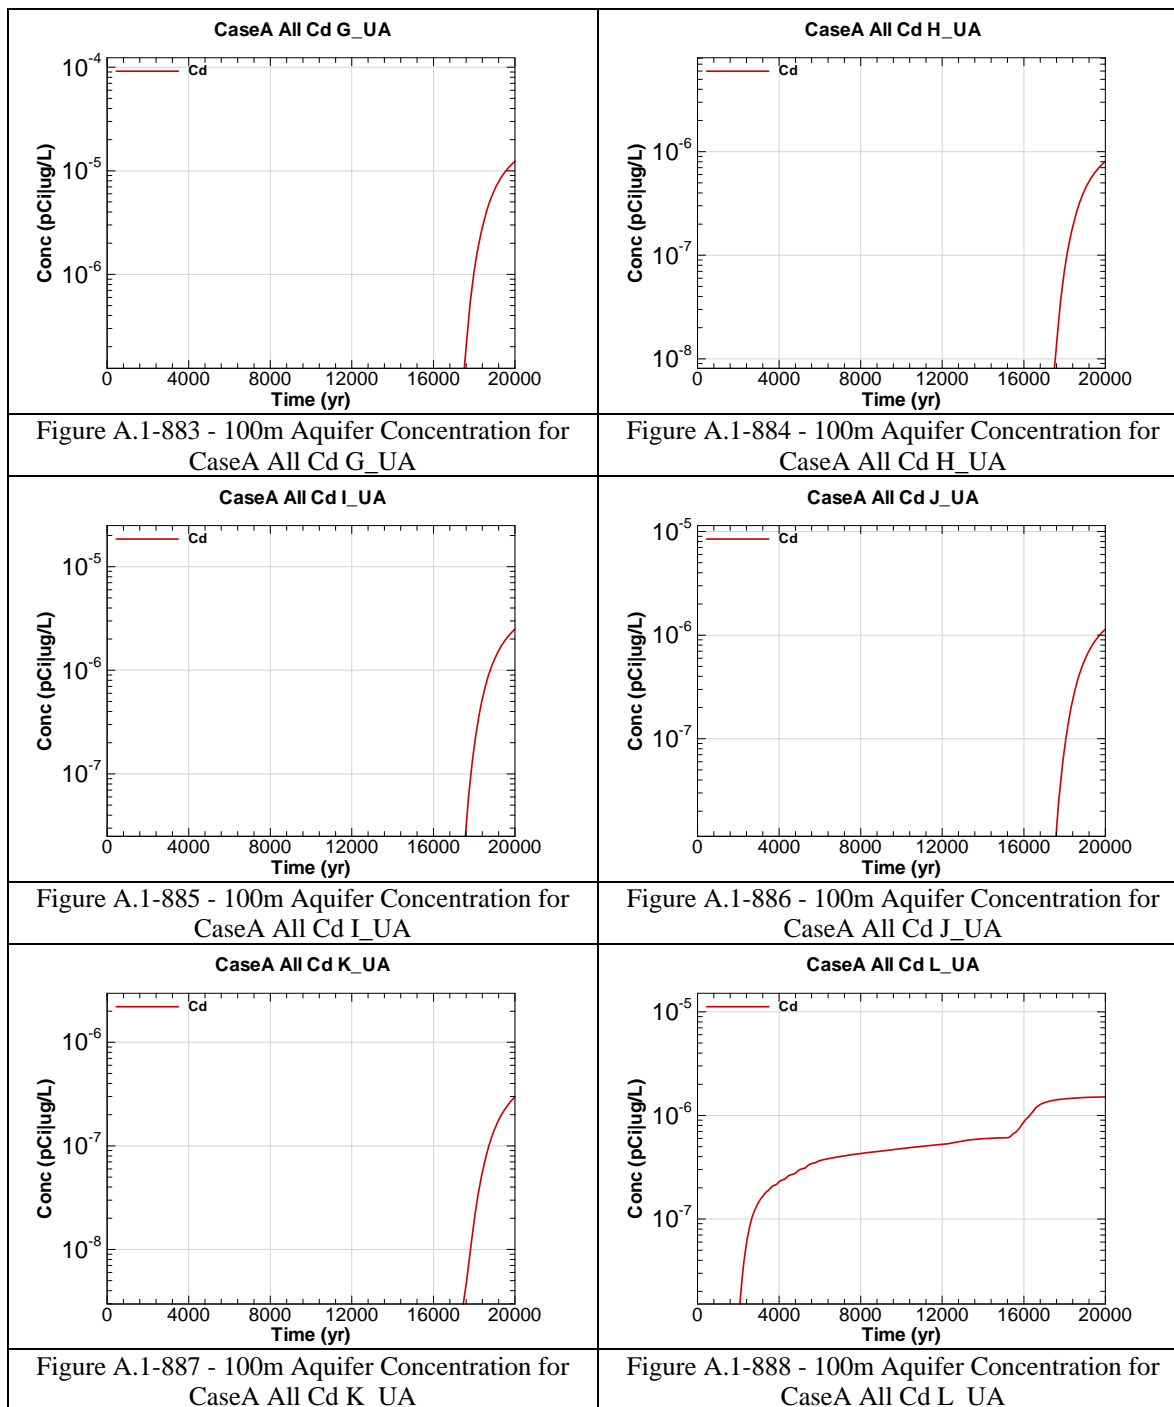 CaseA All Cd G_UA
Cd
Conc (pCi|ug/L)
10-4
10-5
10-6
0 4000 8000 12000 16000 20000
Time (yr)
Figure A.1-883 - 100m Aquifer Concentration for
CaseA All Cd G_UA
CaseA All Cd H_UA
Cd
Conc (pCi|ug/L)
10-6
10-7
10-8
0 4000 8000 12000 16000 20000
Time (yr)
Figure A.1-884 - 100m Aquifer Concentration for
CaseA All Cd H_UA
CaseA All Cd I_UA
Cd
Conc (pCi|ug/L)
10-5
10-6
10-7
0 4000 8000 12000 16000 20000
Time (yr)
Figure A.1-885 - 100m Aquifer Concentration for
CaseA All Cd I_UA
CaseA All Cd J_UA
Cd
Conc (pCi|ug/L)
10-5
10-6
10-7
0 4000 8000 12000 16000 20000
Time (yr)
Figure A.1-886 - 100m Aquifer Concentration for
CaseA All Cd J_UA
CaseA All Cd K_UA
Cd
Conc (pCi|ug/L)
10-6
10-7
10-8
0 4000 8000 12000 16000 20000
Time (yr)
Figure A.1-887 - 100m Aquifer Concentration for
CaseA All Cd K_UA
CaseA All Cd L_UA
Cd
Conc (pCi|ug/L)
10-5
10-6
10-7
0 4000 8000 12000 16000 20000
Time (yr)
Figure A.1-888 - 100m Aquifer Concentration for
CaseA All Cd L_UA